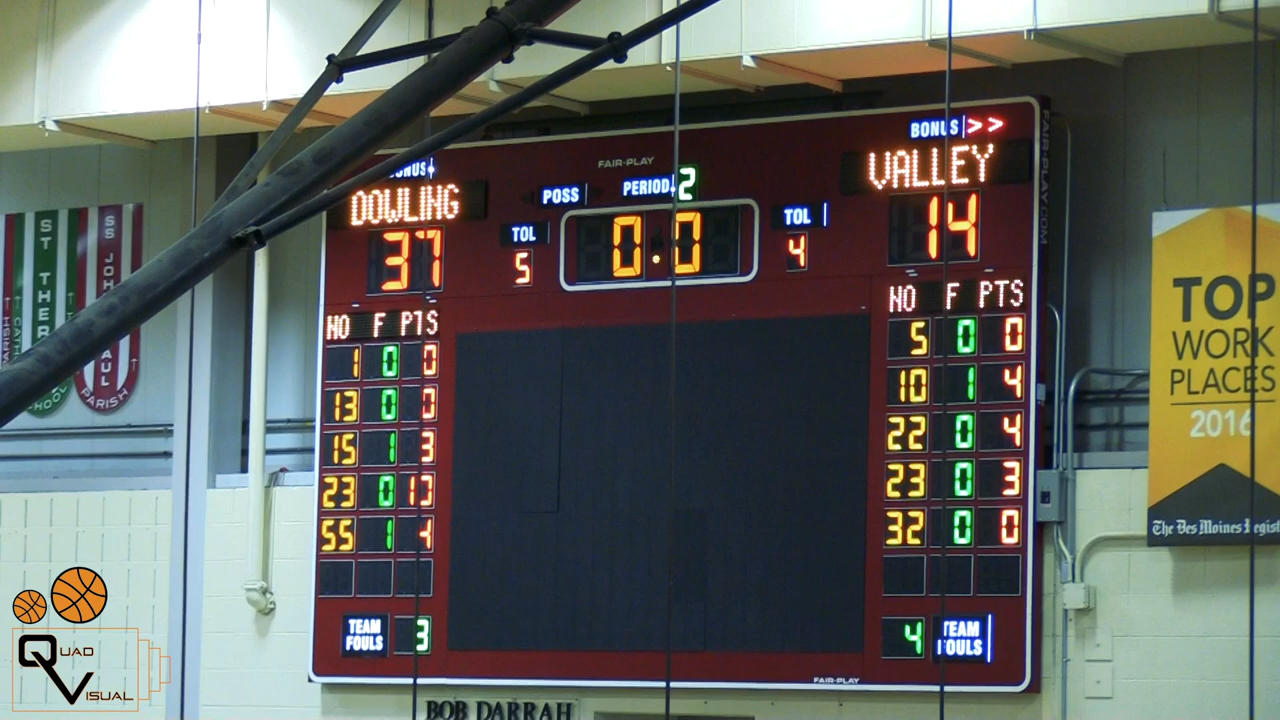 BONUS >>
FAIR-PLAY
DOWLING
POSS
PERIOD 2
VALLEY
37
TOL
5
0.0
TOL
4
14
NO F PTS
1 0 0
13 0 0
15 1 3
23 0 13
55 1 4
TEAM FOULS 3
NO F PTS
5 0 0
10 1 4
22 0 4
23 0 3
32 0 0
4 TEAM FOULS
FAIR-PLAY
FAIR-PLAY.COM
BOB DARRAH
PARISH
ST
THER
SCHOOL
SS
JOH
PAUL
PARISH
TOP
WORK
PLACES
2016
The Des Moines Regist
QUAD
VISUAL